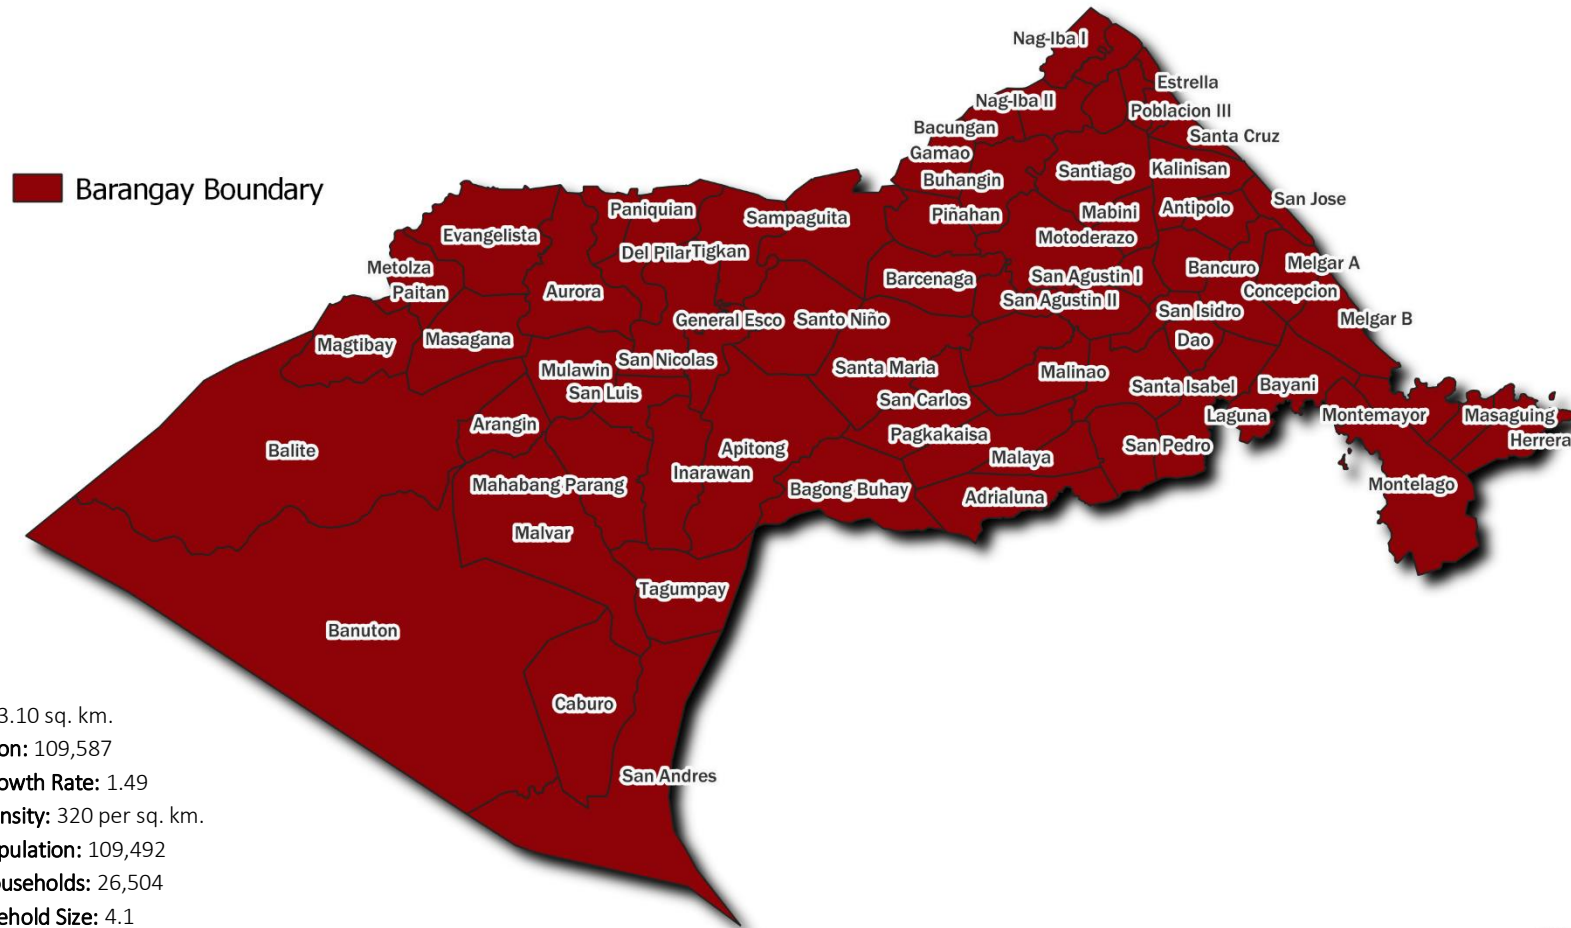 Nag-Iba I
Estrella
Nag-Iba II
Poblacion III
Bacungan
Santa Cruz
Gamao
Santiago
Kalinisan
Buhangin
Barangay Boundary
San Jose
Paniquian
Sampaguita
Piñahan
Mabini
Antipolo
Evangelista
Motoderazo
Del Pilar
Tigkan
Metolza
Melgar A
Bancuro
San Agustin I
Barcenaga
Paitan
Aurora
Concepcion
San Agustin II
San Isidro
General Esco
Santo Niño
Melgar B
Masagana
Magtibay
Dao
San Nicolas
Mulawin
Santa Maria
Malinao
Santa Isabel
Bayani
San Luis
San Carlos
Laguna
Montemayor
Masaguing
Arangin
Pagkakaisa
Herrera
Balite
Apitong
San Pedro
Malaya
Inarawan
Mahabang Parang
Bagong Buhay
Montelago
Adrialuna
Malvar
Tagumpay
Banuton
Caburo
San Andres
3.10 sq. km.
on: 109,587
owth Rate: 1.49
nsity: 320 per sq. km.
pulation: 109,492
ouseholds: 26,504
ehold Size: 4.1